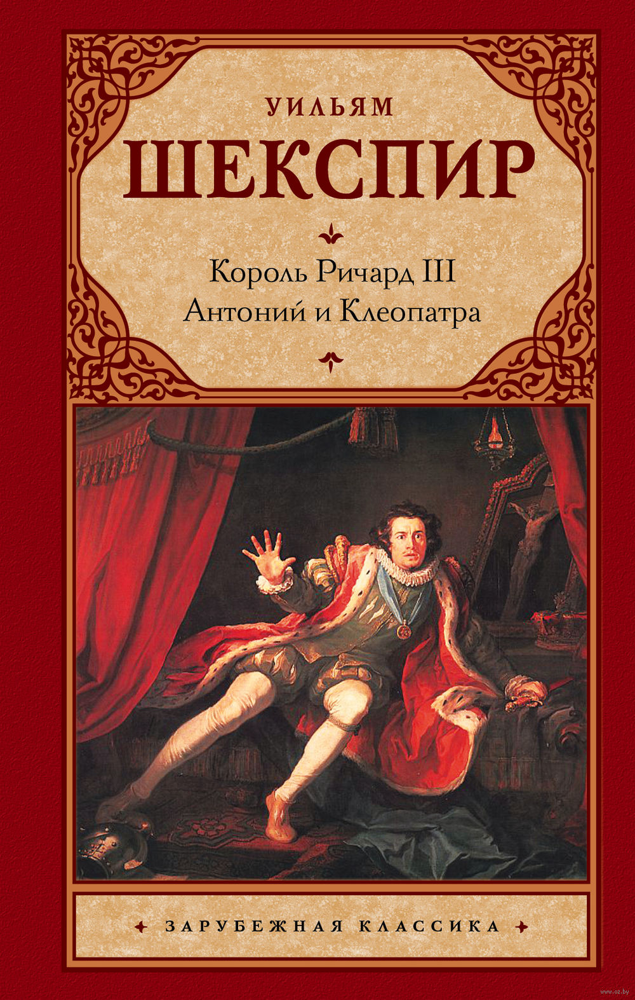 УИЛЬЯМ
ШЕКСПИР
Король Ричард III
Антоний и Клеопатра
ЗАРУБЕЖНАЯ КЛАССИКА
www.oz.by